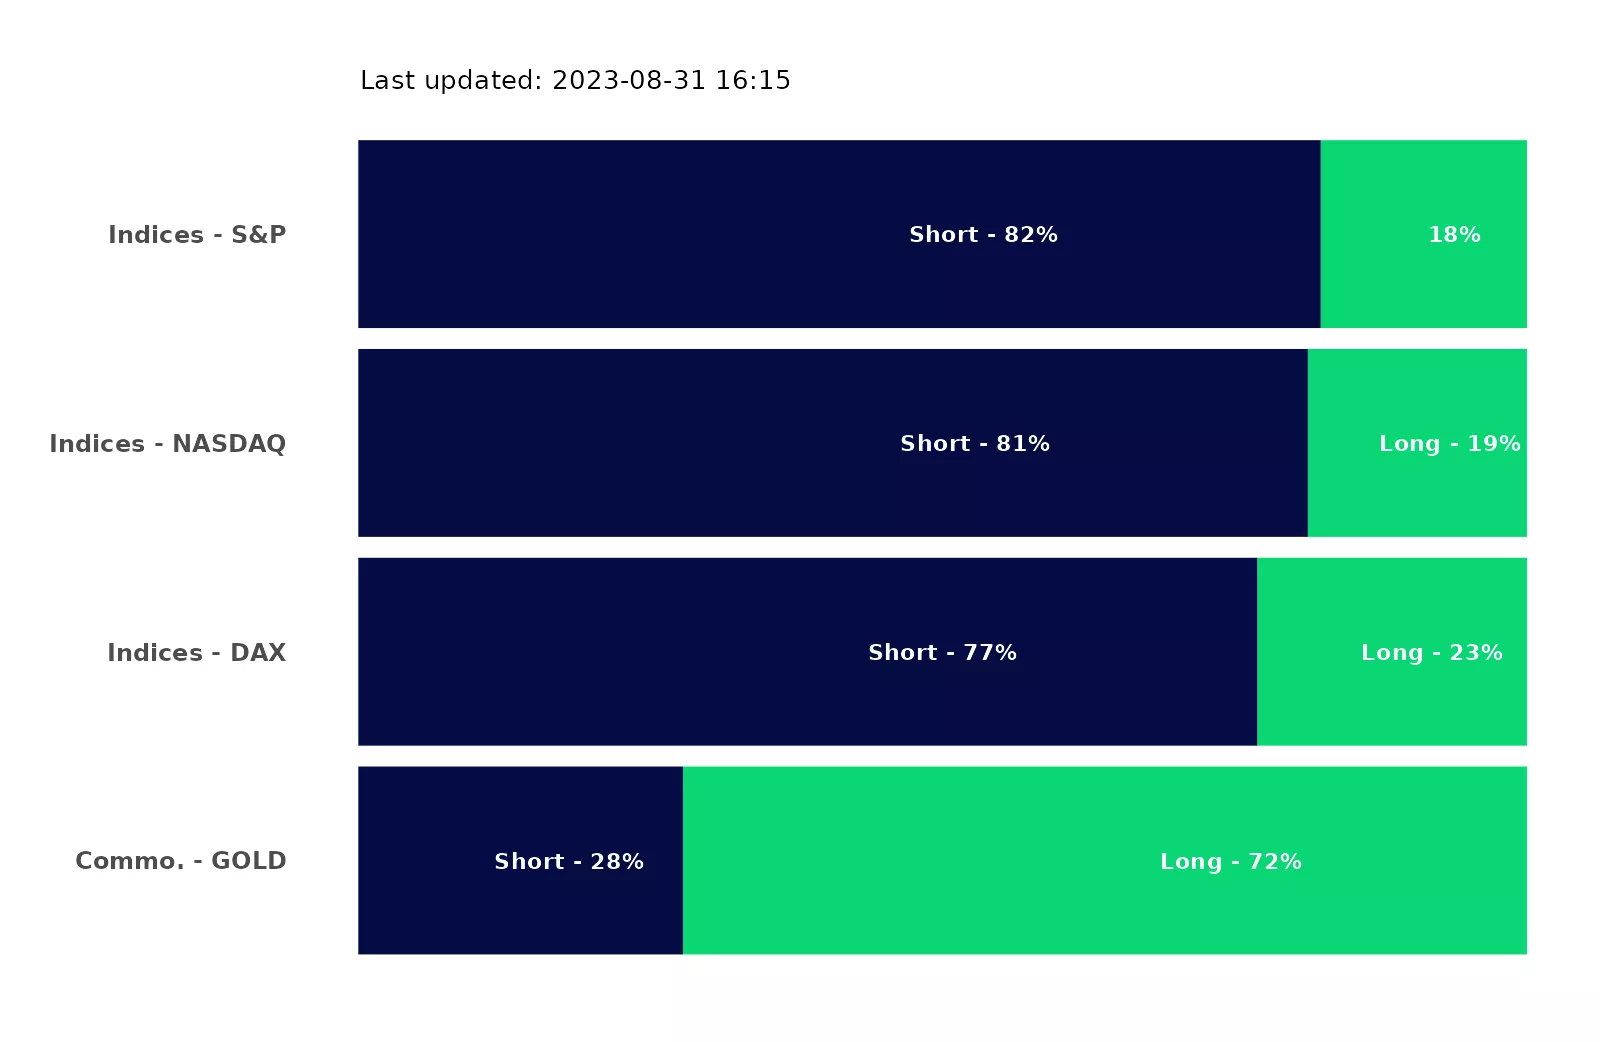 Last updated: 2023-08-31 16:15
Indices - S&P Short - 82% 18%
Indices - NASDAQ Short - 81% Long - 19%
Indices - DAX Short - 77% Long - 23%
Commo. - GOLD Short - 28% Long - 72%